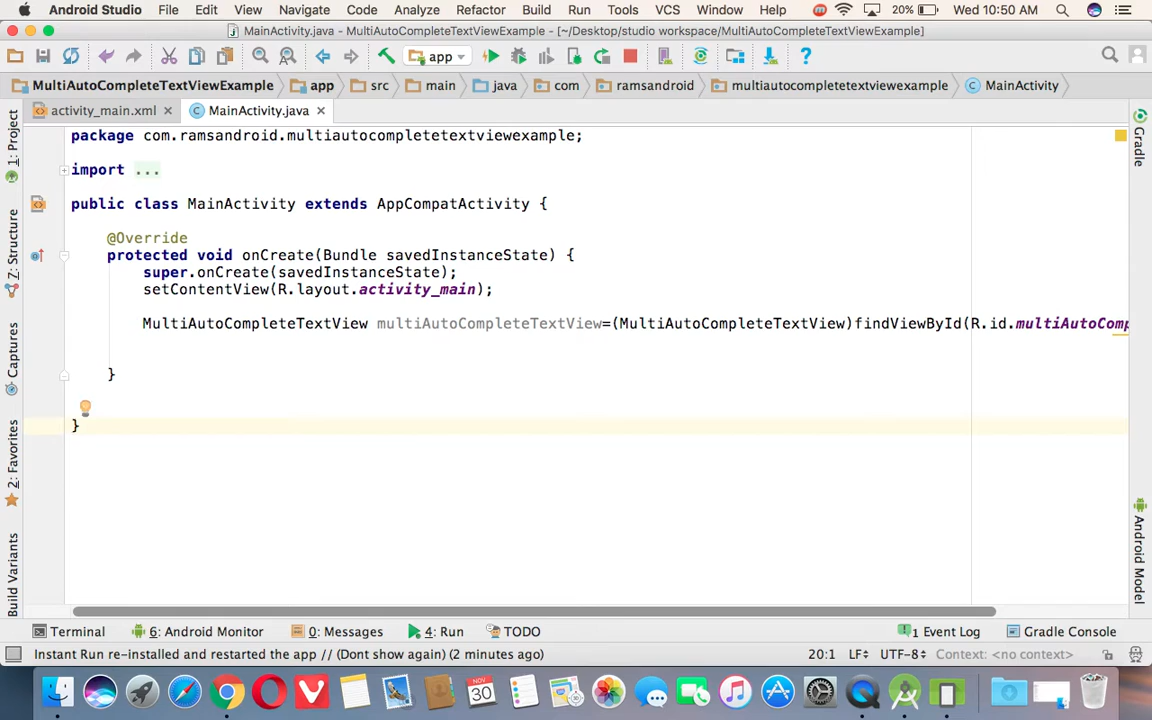 Android Studio File Edit View Navigate Code Analyze Refactor Build Run Tools VCS Window Help 20% Wed 10:50 AM
MainActivity.java - MultiAutoCompleteTextViewExample - [~/Desktop/studio workspace/MultiAutoCompleteTextViewExample]
app
MultiAutoCompleteTextViewExample app src main java com ramsandroid multiautocompletetextviewexample MainActivity
activity_main.xml MainActivity.java
package com.ramsandroid.multiautocompletetextviewexample;
import ...
public class MainActivity extends AppCompatActivity {
@Override
protected void onCreate(Bundle savedInstanceState) {
super.onCreate(savedInstanceState);
setContentView(R.layout.activity_main);
MultiAutoCompleteTextView multiAutoCompleteTextView=(MultiAutoCompleteTextView)findViewById(R.id.multiAutoComp
}
}
1: Project
7: Structure
Captures
2: Favorites
Build Variants
Gradle
Android Model
Terminal 6: Android Monitor 0: Messages 4: Run TODO 1 Event Log Gradle Console
Instant Run re-installed and restarted the app // (Dont show again) (2 minutes ago) 20:1 LF UTF-8 Context: <no context>
NOV
30